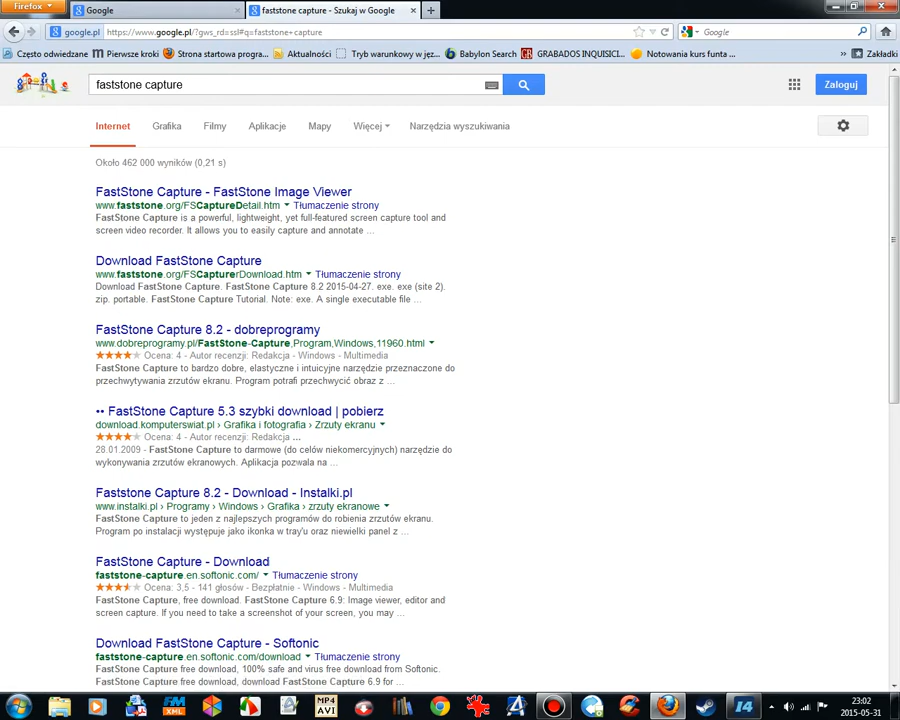 Firefox
Google
faststone capture - Szukaj w Google
google.pl
https://www.google.pl/?gws_rd=ssl#q=faststone+capture
Google
Często odwiedzane
Pierwsze kroki
Strona startowa progra...
Aktualności
Tryb warunkowy w jęz...
Babylon Search
GRABADOS INQUISICI...
Notowania kursu funta ...
Zakładki
faststone capture
Zaloguj
Internet
Grafika
Filmy
Aplikacje
Mapy
Więcej
Narzędzia wyszukiwania
Około 462 000 wyników (0,21 s)
FastStone Capture - FastStone Image Viewer
www.faststone.org/FSCaptureDetail.htm Tłumaczenie strony
FastStone Capture is a powerful, lightweight, yet full-featured screen capture tool and
screen video recorder. It allows you to easily capture and annotate ...
Download FastStone Capture
www.faststone.org/FSCapturerDownload.htm Tłumaczenie strony
Download FastStone Capture. FastStone Capture 8.2 2015-04-27. exe. exe (site 2).
zip. portable. FastStone Capture Tutorial. Note: exe. A single executable file ...
FastStone Capture 8.2 - dobreprogramy
www.dobreprogramy.pl/FastStone-Capture,Program,Windows,11960.html
Ocena: 4 - Autor recenzji: Redakcja - Windows - Multimedia
FastStone Capture to bardzo dobre, elastyczne i intuicyjne narzędzie przeznaczone do
przechwytywania zrzutów ekranu. Program potrafi przechwycić obraz z ...
•• FastStone Capture 5.3 szybki download | pobierz
download.komputerswiat.pl › Grafika i fotografia › Zrzuty ekranu
Ocena: 4 - Autor recenzji: Redakcja ...
28.01.2009 - FastStone Capture to darmowe (do celów niekomercyjnych) narzędzie do
wykonywania zrzutów ekranowych. Aplikacja pozwala na ...
Faststone Capture 8.2 - Download - Instalki.pl
www.instalki.pl › Programy › Windows › Grafika › zrzuty ekranowe
FastStone Capture to jeden z najlepszych programów do robienia zrzutów ekranu.
Program po instalacji występuje jako ikonka w tray'u oraz niewielki panel z ...
FastStone Capture - Download
faststone-capture.en.softonic.com/ Tłumaczenie strony
Ocena: 3,5 - 141 głosów - Bezpłatnie - Windows - Multimedia
FastStone Capture, free download. FastStone Capture 6.9: Image viewer, editor and
screen capture. If you need to take a screenshot of your screen, you may ...
Download FastStone Capture - Softonic
faststone-capture.en.softonic.com/download Tłumaczenie strony
FastStone Capture free download, 100% safe and virus free download from Softonic.
FastStone Capture free download, download FastStone Capture 6.9 for ...
FM
XML
MP4
AVI
14
23:02
2015-05-31